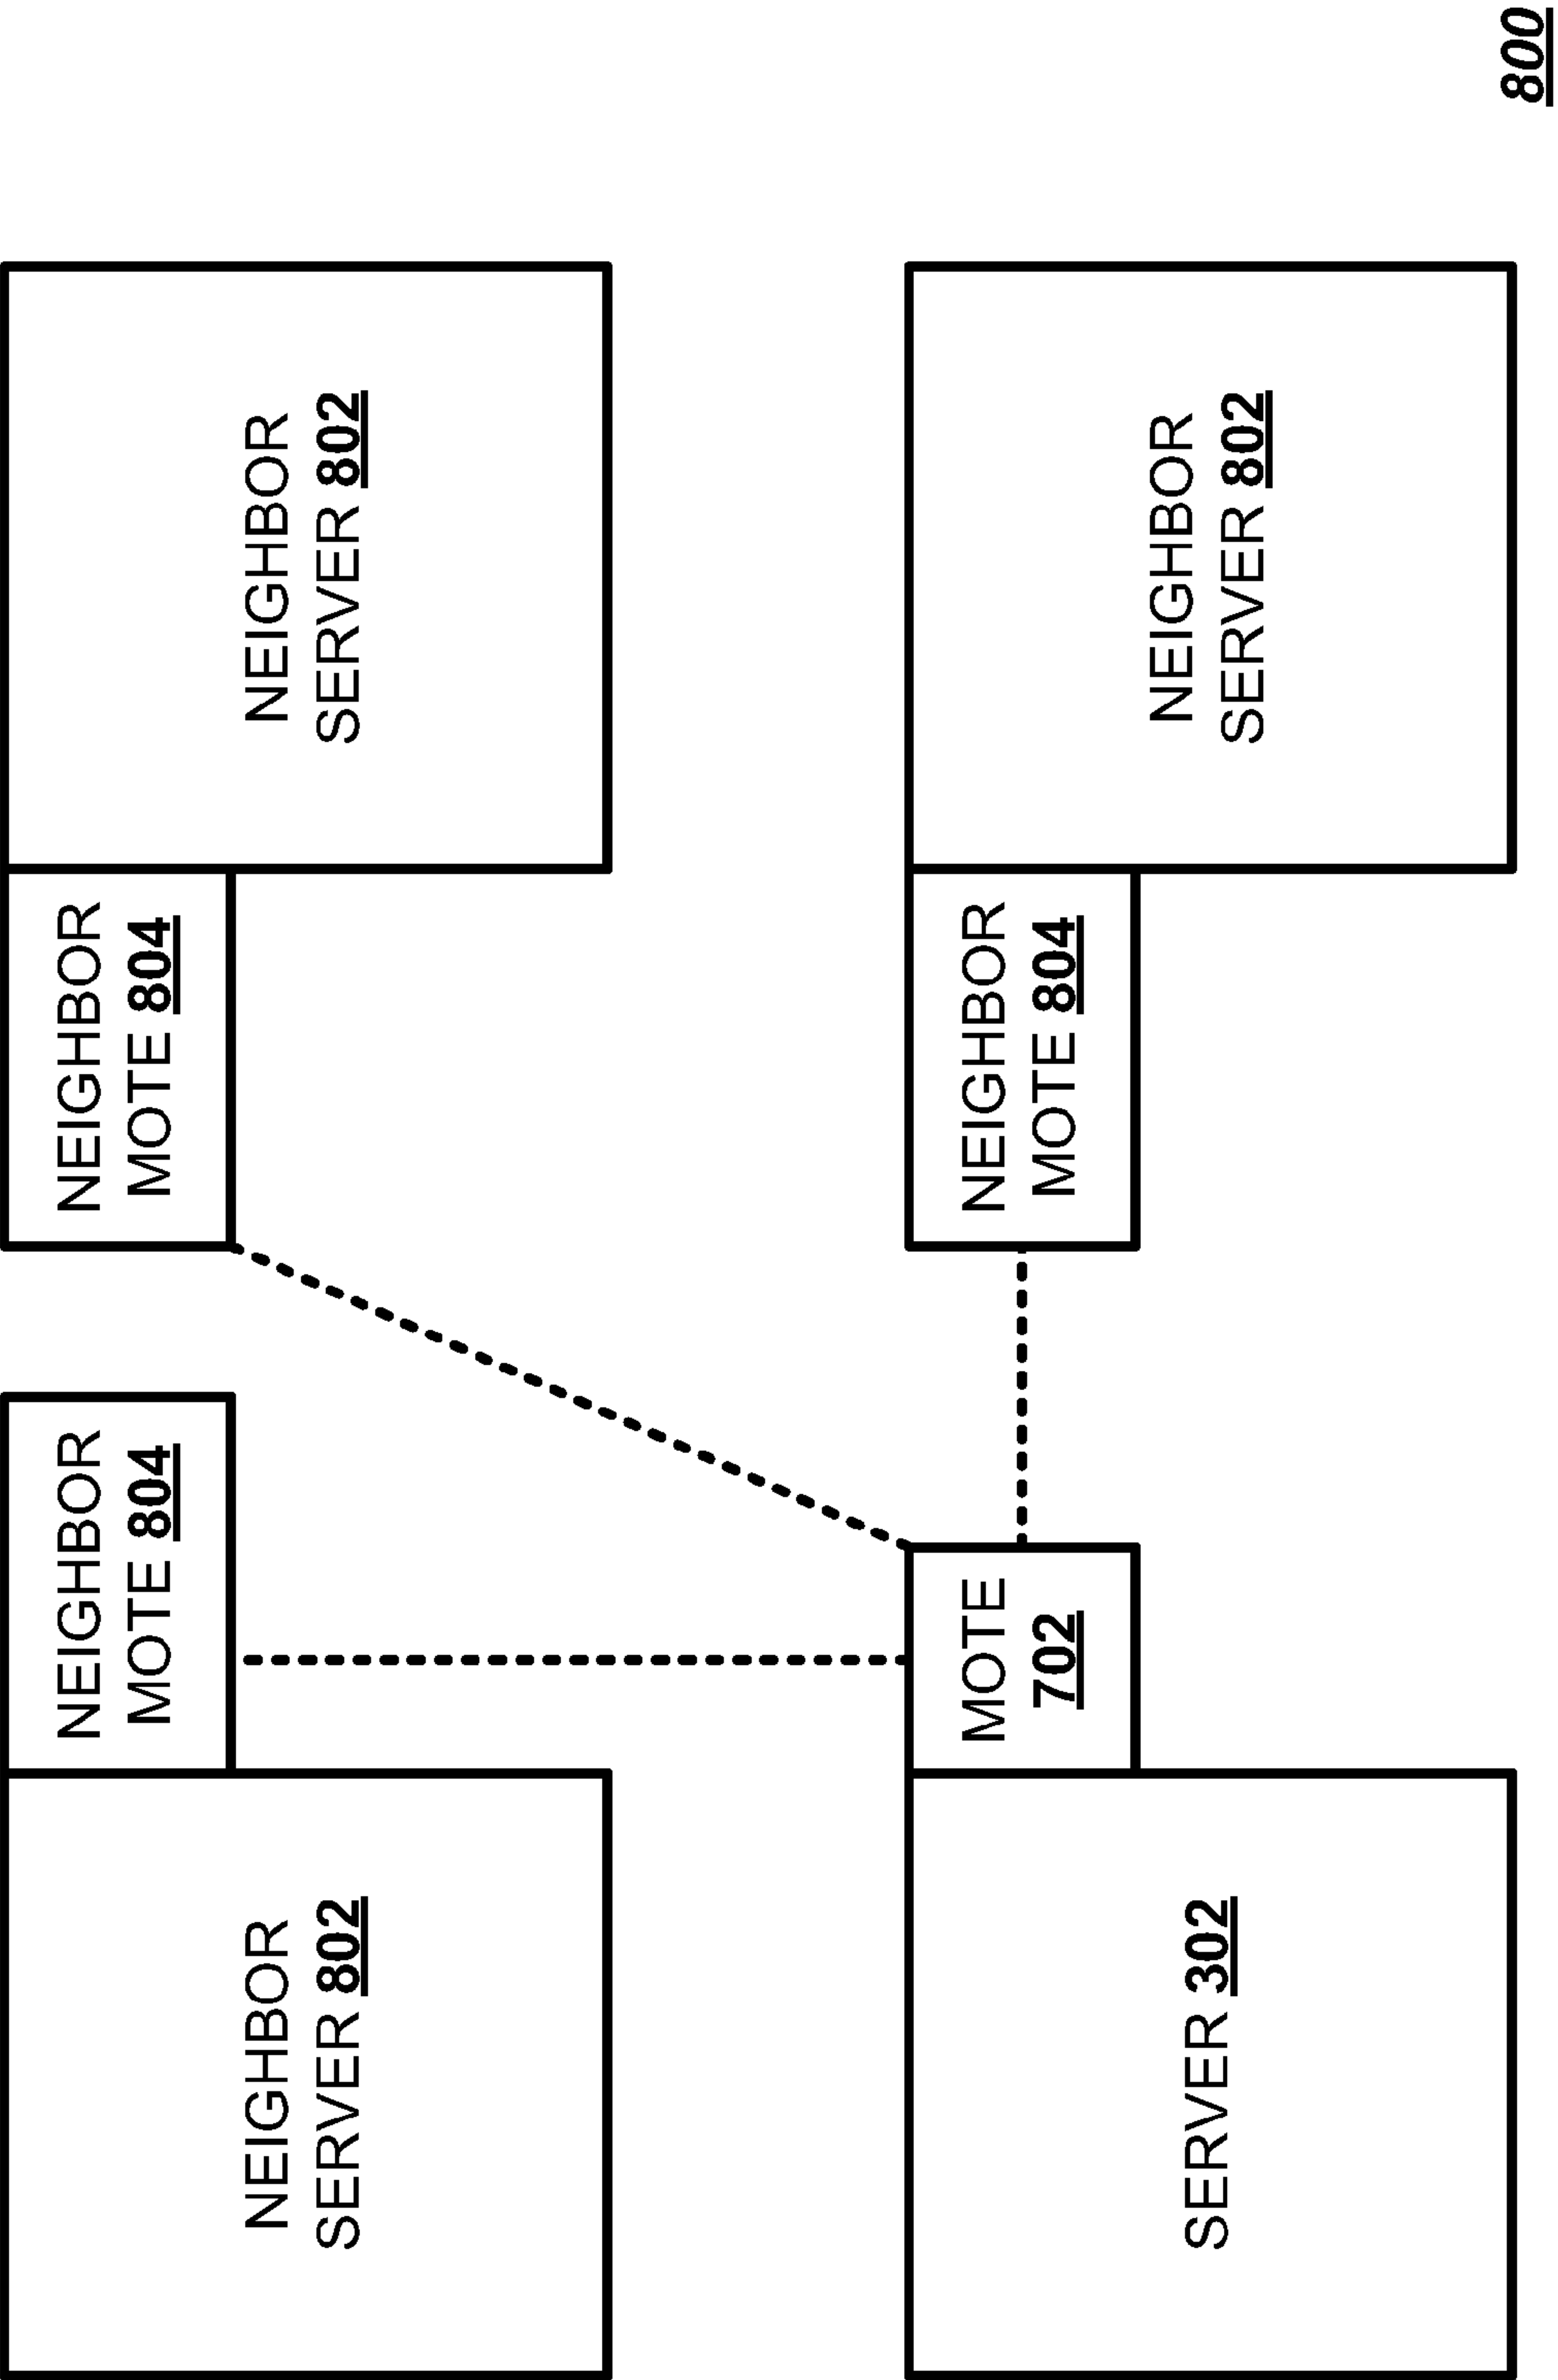 NEIGHBOR
SERVER 802
NEIGHBOR
MOTE 804
NEIGHBOR
MOTE 804
NEIGHBOR
SERVER 802
SERVER 302
MOTE
702
NEIGHBOR
MOTE 804
NEIGHBOR
SERVER 802
800